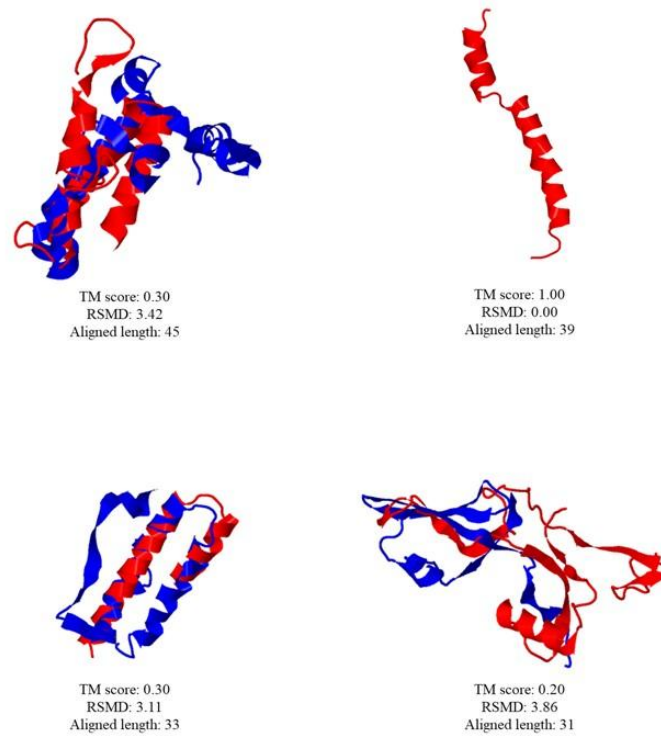 TM score: 0.30
RSMD: 3.42
Aligned length: 45
TM score: 1.00
RSMD: 0.00
Aligned length: 39
TM score: 0.30
RSMD: 3.11
Aligned length: 33
TM score: 0.20
RSMD: 3.86
Aligned length: 31